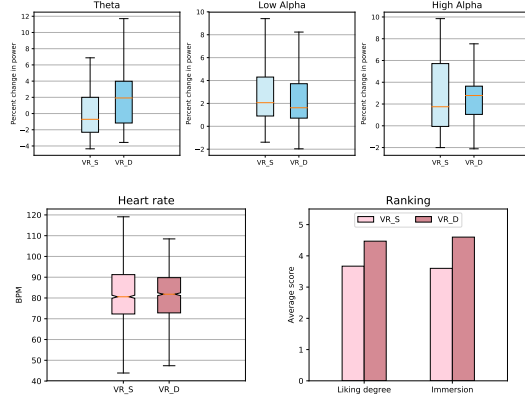 Theta
Percent change in power
12
10
8
6
4
2
0
−2
−4
VR_S
VR_D
Low Alpha
Percent change in power
10
8
6
4
2
0
−2
VR_S
VR_D
High Alpha
Percent change in power
10
8
6
4
2
0
−2
VR_S
VR_D
Heart rate
BPM
120
110
100
90
80
70
60
50
40
VR_S
VR_D
Ranking
VR_S
VR_D
Average score
5
4
3
2
1
0
Liking degree
Immersion